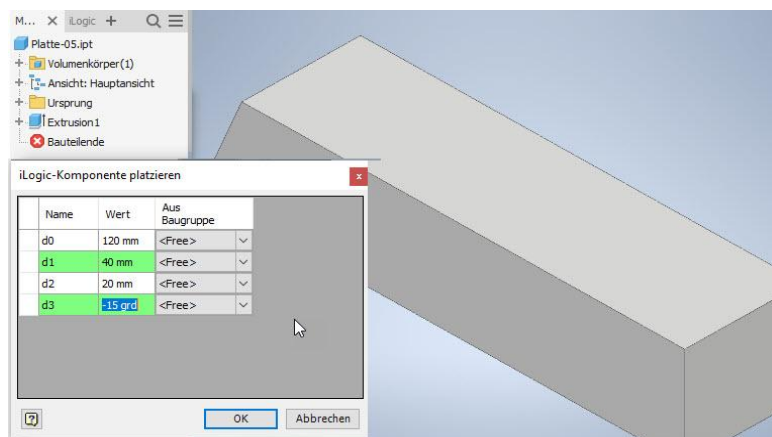 M... iLogic +
Platte-05.ipt
Volumenkörper(1)
Ansicht: Hauptansicht
Ursprung
Extrusion1
Bauteilende
iLogic-Komponente platzieren
Name Wert Aus Baugruppe
d0 120 mm <Free>
d1 40 mm <Free>
d2 20 mm <Free>
d3 -15 grd <Free>
OK Abbrechen